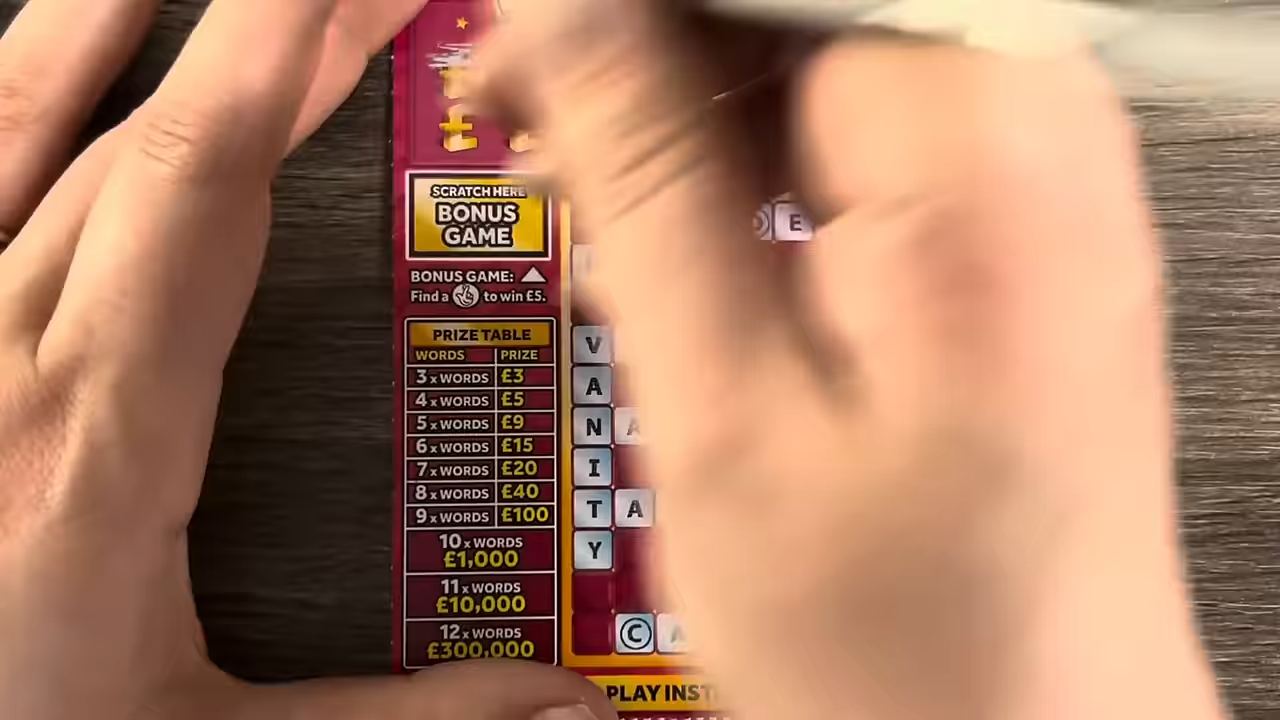 £
SCRATCH HERE
BONUS
GAME
BONUS GAME:
Find a to win £5.
PRIZE TABLE
WORDS PRIZE
3 x WORDS £3
4 x WORDS £5
5 x WORDS £9
6 x WORDS £15
7 x WORDS £20
8 x WORDS £40
9 x WORDS £100
10 x WORDS
£1,000
11 x WORDS
£10,000
12 x WORDS
£300,000
E
V
A
N A
I
T A
Y
C A
PLAY INST